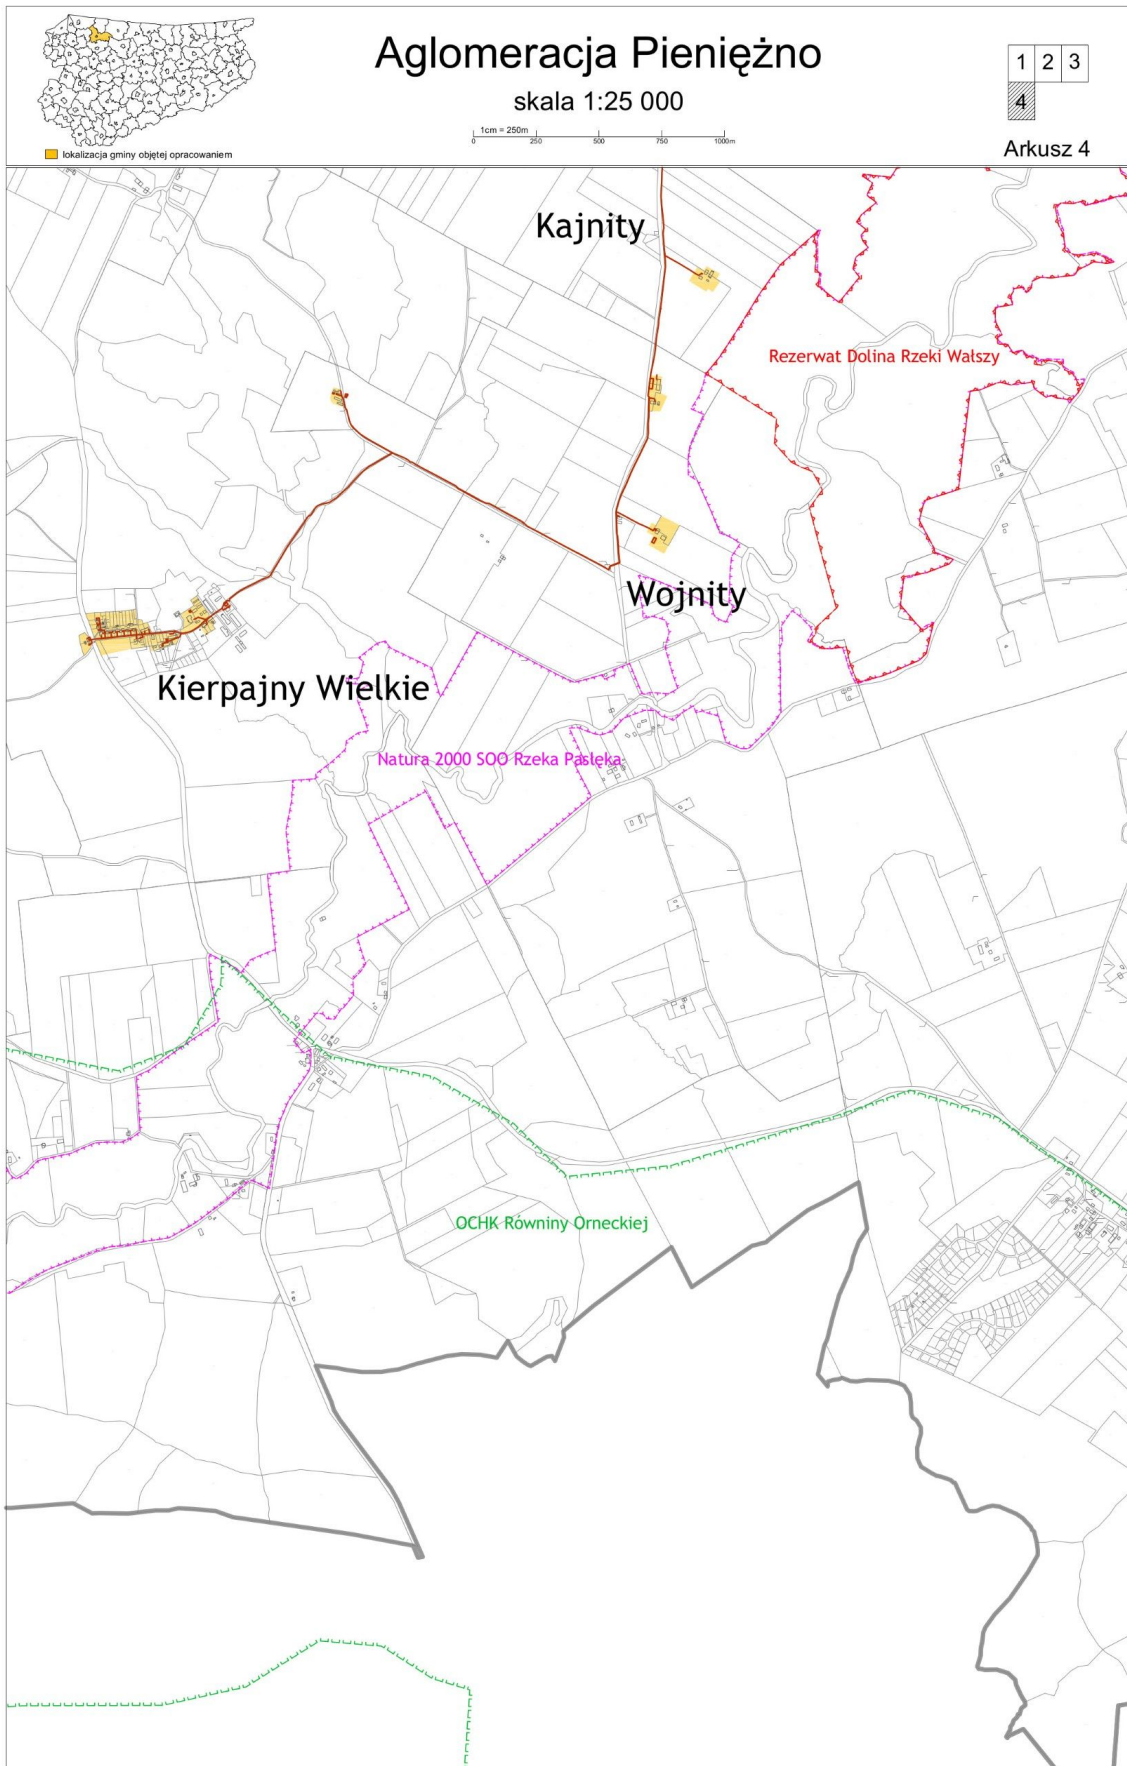 Aglomeracja Pieniężno
skala 1:25 000
1cm = 250m
0 250 500 750 1000m
lokalizacja gminy objętej opracowaniem
1 2 3
4
Arkusz 4
Kajnity
Rezerwat Dolina Rzeki Wałszy
Wojnity
Kierpajny Wielkie
Natura 2000 SOO Rzeka Pasłęka
OCHK Równiny Orneckiej